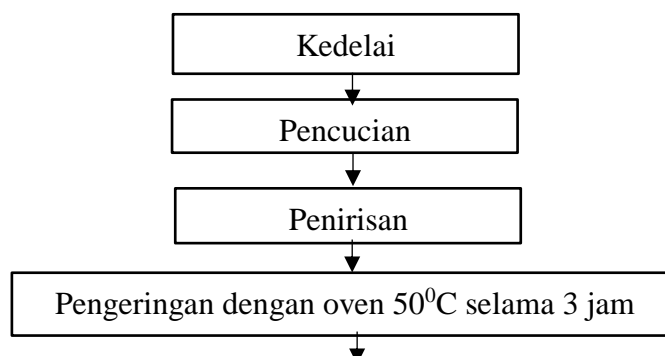 Kedelai
Pencucian
Penirisan
Pengeringan dengan oven 50⁰C selama 3 jam